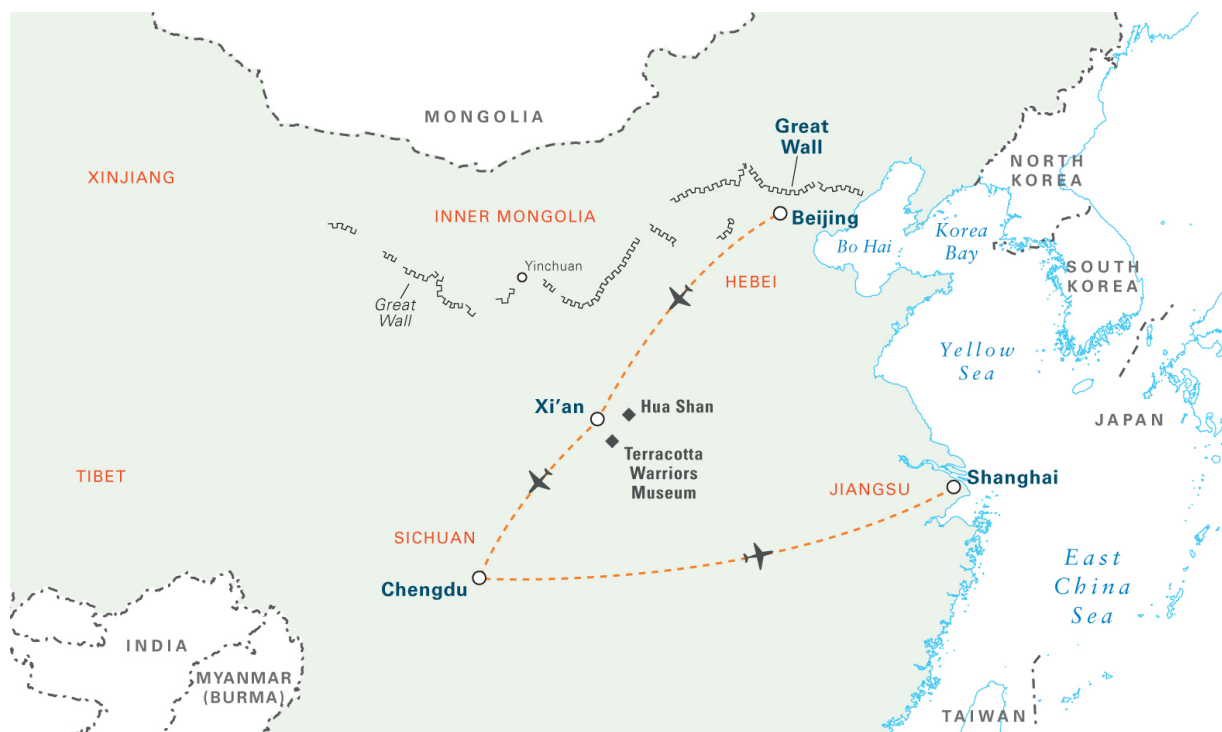 MONGOLIA
Great
Wall
NORTH
KOREA
XINJIANG
INNER MONGOLIA
Beijing
Bo Hai
Korea
Bay
Yinchuan
HEBEI
SOUTH
KOREA
Great
Wall
Yellow
Sea
Xi’an
Hua Shan
JAPAN
Terracotta
Warriors
Museum
TIBET
JIANGSU
Shanghai
SICHUAN
Chengdu
East
China
Sea
INDIA
MYANMAR
(BURMA)
TAIWAN